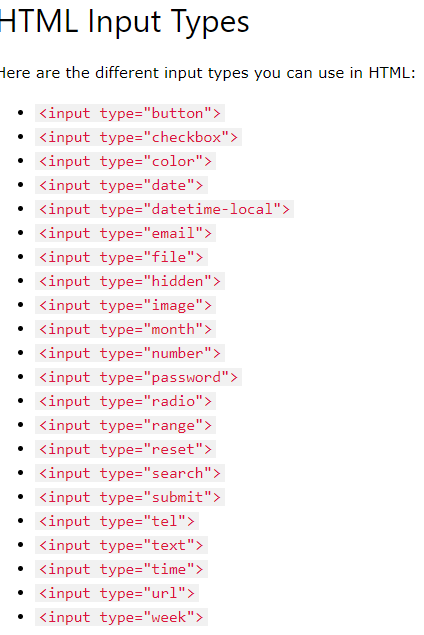 HTML Input Types
Here are the different input types you can use in HTML:
<input type="button">
<input type="checkbox">
<input type="color">
<input type="date">
<input type="datetime-local">
<input type="email">
<input type="file">
<input type="hidden">
<input type="image">
<input type="month">
<input type="number">
<input type="password">
<input type="radio">
<input type="range">
<input type="reset">
<input type="search">
<input type="submit">
<input type="tel">
<input type="text">
<input type="time">
<input type="url">
<input type="week">